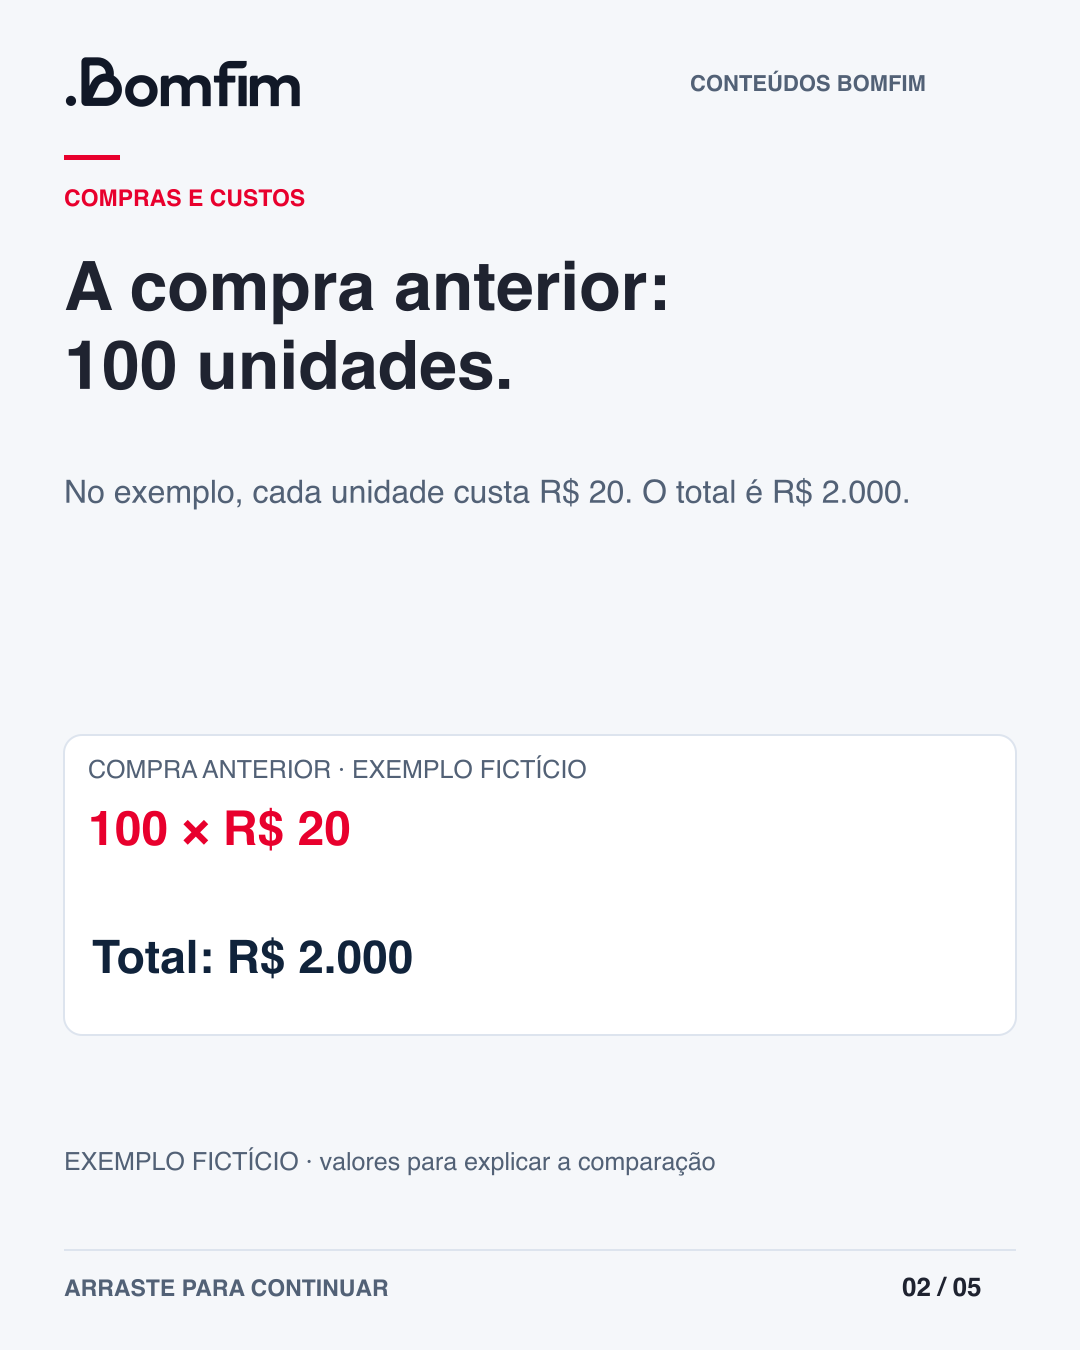 .Bomfim
CONTEÚDOS BOMFIM
COMPRAS E CUSTOS
A compra anterior:
100 unidades.
No exemplo, cada unidade custa R$ 20. O total é R$ 2.000.
COMPRA ANTERIOR · EXEMPLO FICTÍCIO
100 × R$ 20
Total: R$ 2.000
EXEMPLO FICTÍCIO · valores para explicar a comparação
ARRASTE PARA CONTINUAR
02 / 05